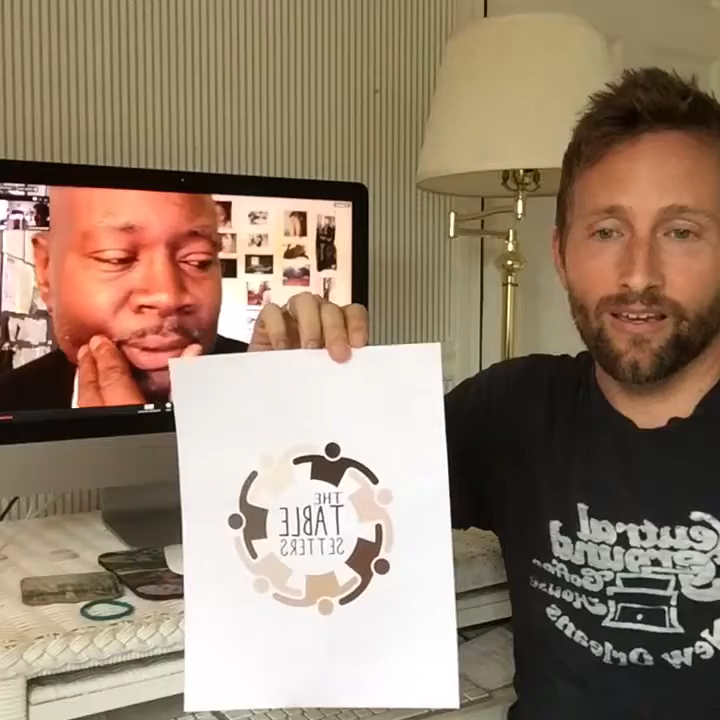 THE
TABLE
SETTERS
Neutral
Ground
Coffee
House
New Orleans